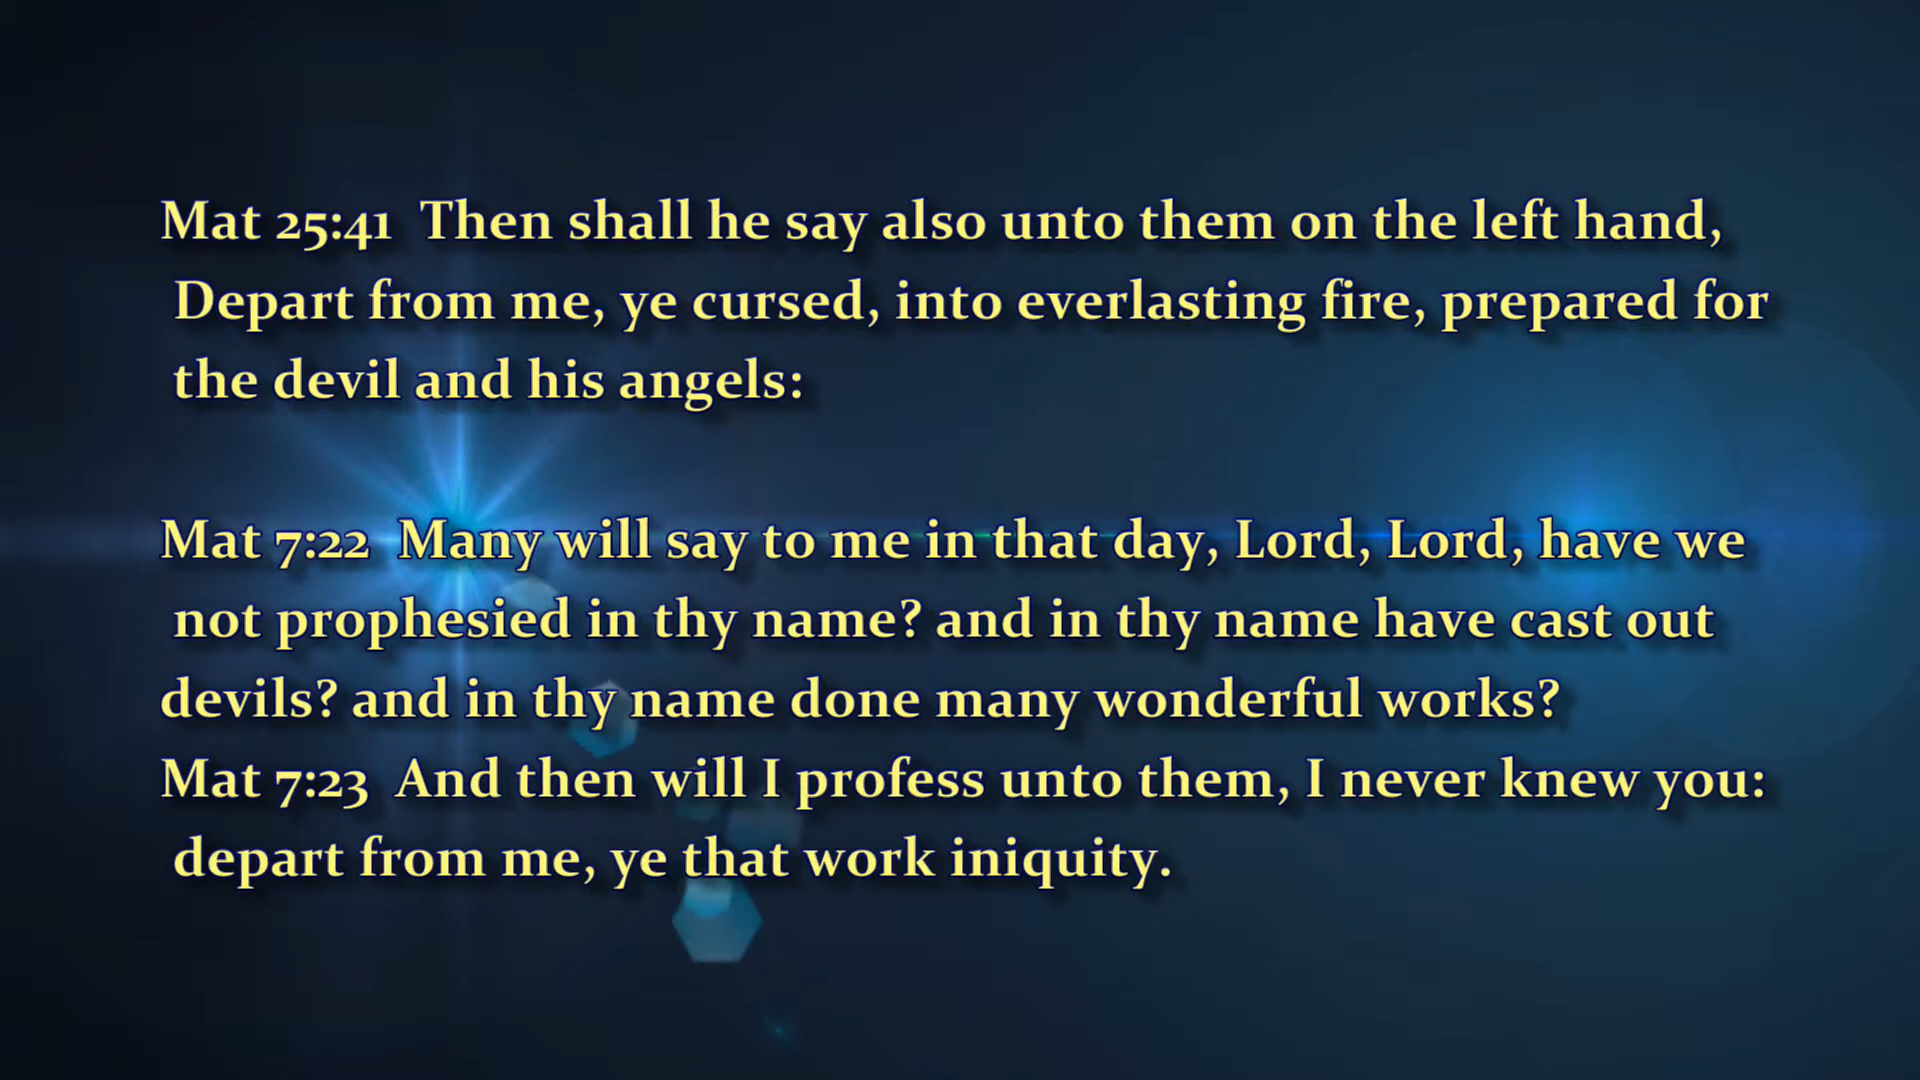 Mat 25:41  Then shall he say also unto them on the left hand,
Depart from me, ye cursed, into everlasting fire, prepared for
the devil and his angels:
Mat 7:22  Many will say to me in that day, Lord, Lord, have we
not prophesied in thy name? and in thy name have cast out
devils? and in thy name done many wonderful works?
Mat 7:23  And then will I profess unto them, I never knew you:
depart from me, ye that work iniquity.